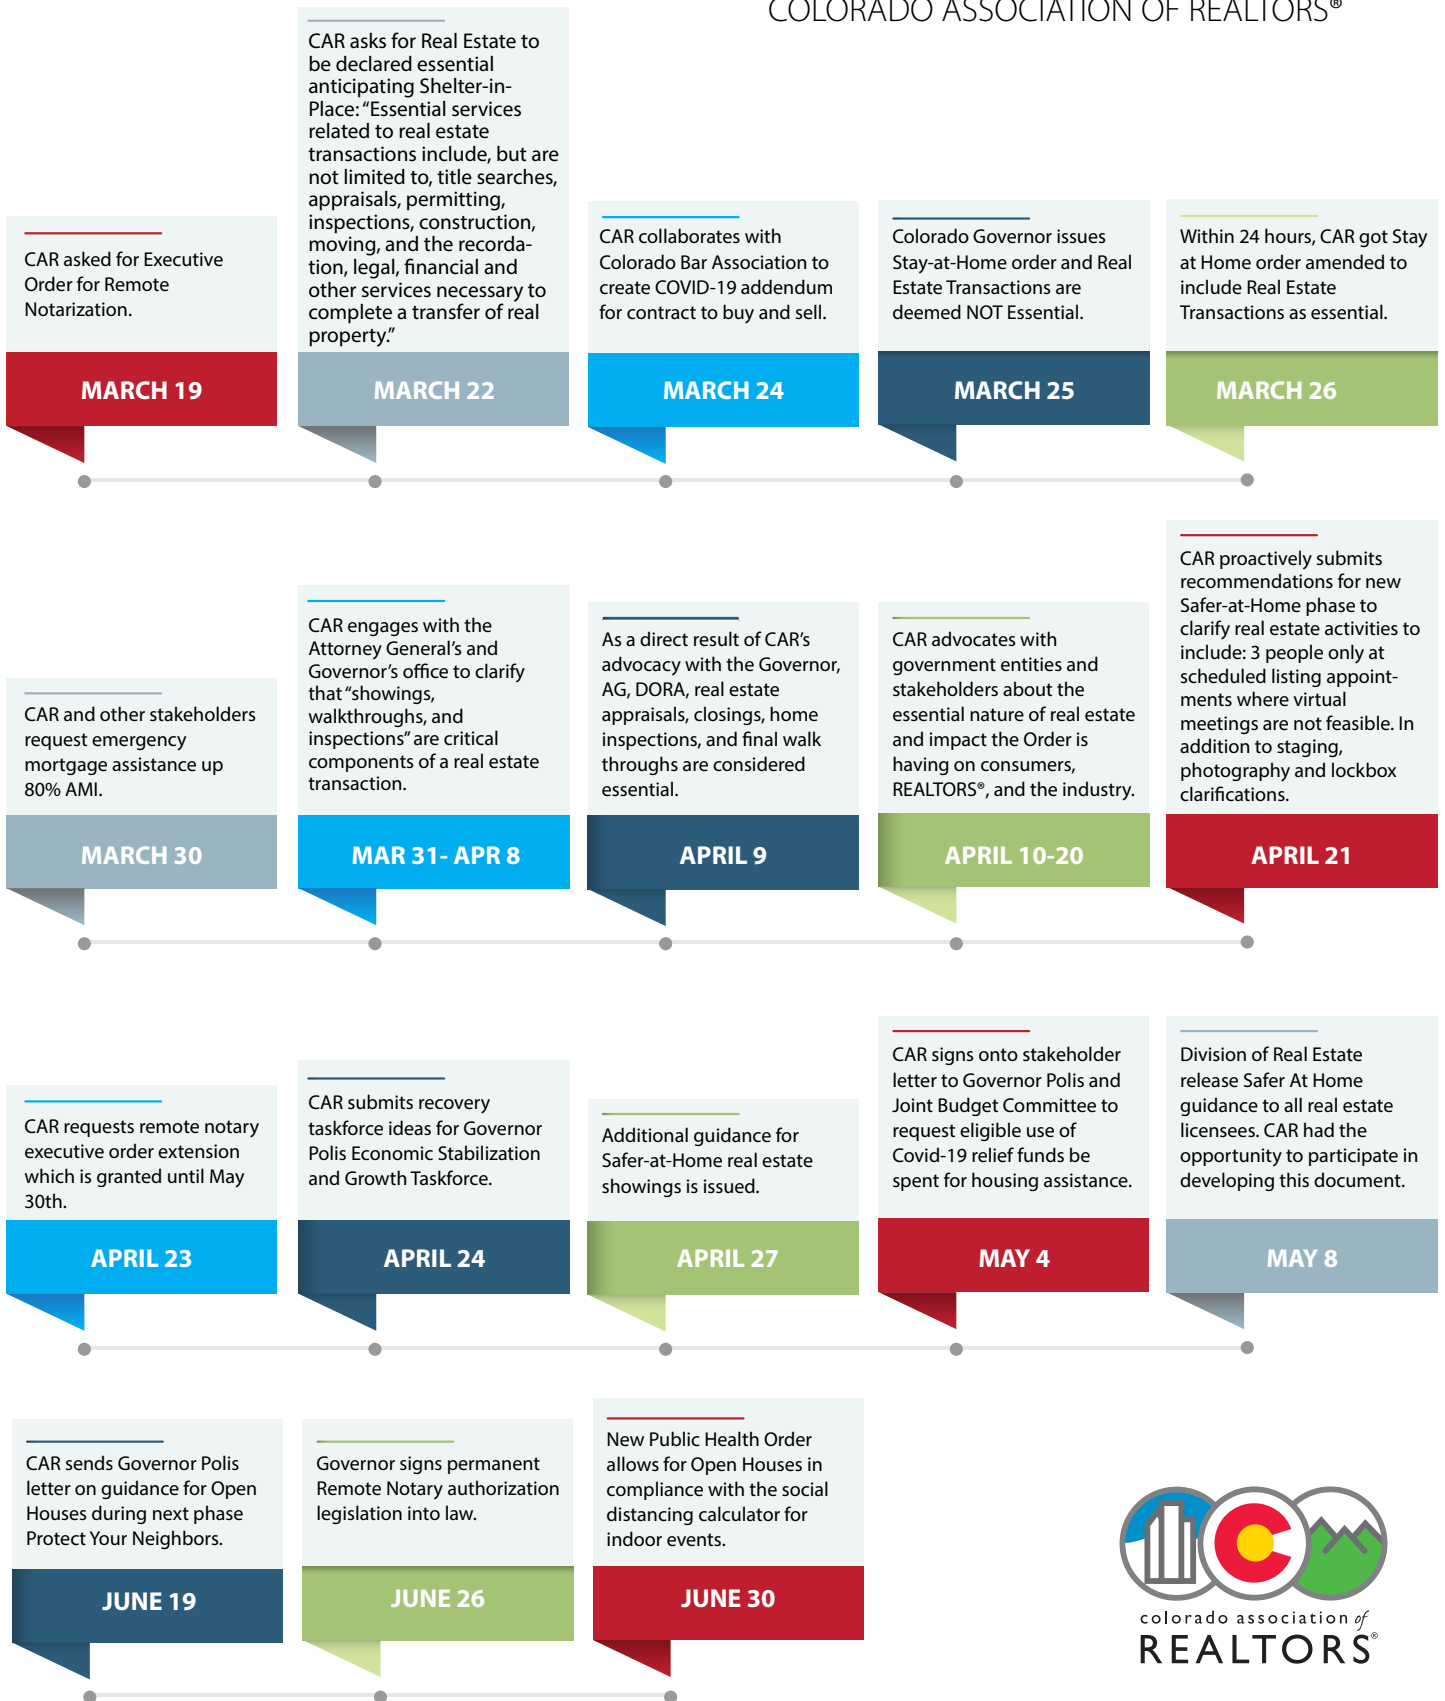 COLORADO ASSOCIATION OF REALTORS®
CAR asked for Executive
Order for Remote
Notarization.
MARCH 19
CAR asks for Real Estate to
be declared essential
anticipating Shelter-in-
Place: “Essential services
related to real estate
transactions include, but are
not limited to, title searches,
appraisals, permitting,
inspections, construction,
moving, and the recorda-
tion, legal, financial and
other services necessary to
complete a transfer of real
property.”
MARCH 22
CAR collaborates with
Colorado Bar Association to
create COVID-19 addendum
for contract to buy and sell.
MARCH 24
Colorado Governor issues
Stay-at-Home order and Real
Estate Transactions are
deemed NOT Essential.
MARCH 25
Within 24 hours, CAR got Stay
at Home order amended to
include Real Estate
Transactions as essential.
MARCH 26
CAR and other stakeholders
request emergency
mortgage assistance up
80% AMI.
MARCH 30
CAR engages with the
Attorney General’s and
Governor’s office to clarify
that “showings,
walkthroughs, and
inspections” are critical
components of a real estate
transaction.
MAR 31- APR 8
As a direct result of CAR’s
advocacy with the Governor,
AG, DORA, real estate
appraisals, closings, home
inspections, and final walk
throughs are considered
essential.
APRIL 9
CAR advocates with
government entities and
stakeholders about the
essential nature of real estate
and impact the Order is
having on consumers,
REALTORS®, and the industry.
APRIL 10-20
CAR proactively submits
recommendations for new
Safer-at-Home phase to
clarify real estate activities to
include: 3 people only at
scheduled listing appoint-
ments where virtual
meetings are not feasible. In
addition to staging,
photography and lockbox
clarifications.
APRIL 21
CAR requests remote notary
executive order extension
which is granted until May
30th.
APRIL 23
CAR submits recovery
taskforce ideas for Governor
Polis Economic Stabilization
and Growth Taskforce.
APRIL 24
Additional guidance for
Safer-at-Home real estate
showings is issued.
APRIL 27
CAR signs onto stakeholder
letter to Governor Polis and
Joint Budget Committee to
request eligible use of
Covid-19 relief funds be
spent for housing assistance.
MAY 4
Division of Real Estate
release Safer At Home
guidance to all real estate
licensees. CAR had the
opportunity to participate in
developing this document.
MAY 8
CAR sends Governor Polis
letter on guidance for Open
Houses during next phase
Protect Your Neighbors.
JUNE 19
Governor signs permanent
Remote Notary authorization
legislation into law.
JUNE 26
New Public Health Order
allows for Open Houses in
compliance with the social
distancing calculator for
indoor events.
JUNE 30
colorado association of
REALTORS®